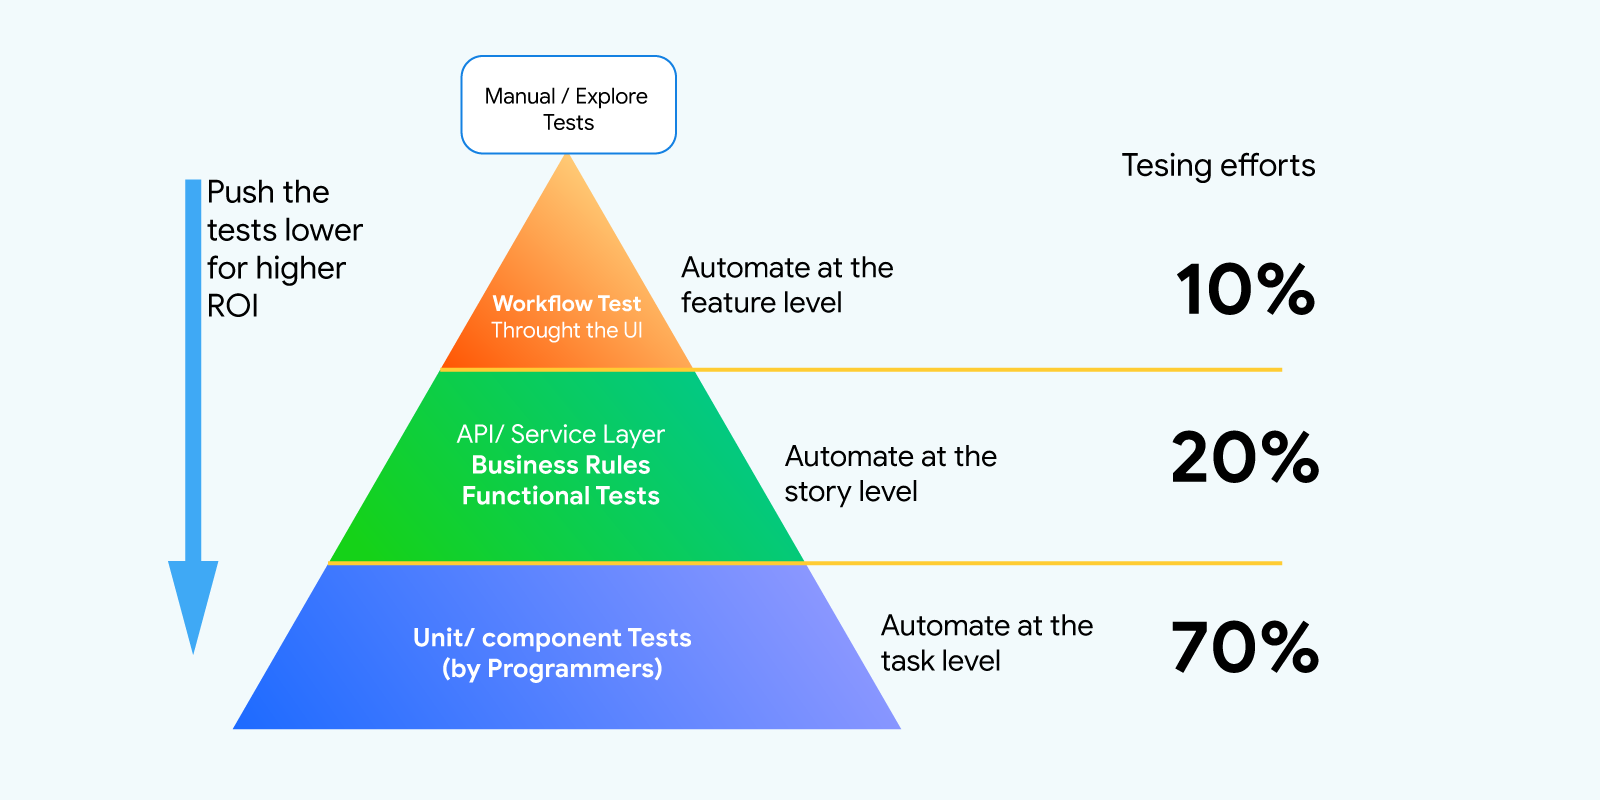 Manual / Explore
Tests
Tesing efforts
Push the
tests lower
for higher
ROI
Workflow Test
Throught the UI
Automate at the
feature level
10%
API/ Service Layer
Business Rules
Functional Tests
Automate at the
story level
20%
Unit/ component Tests
(by Programmers)
Automate at the
task level
70%